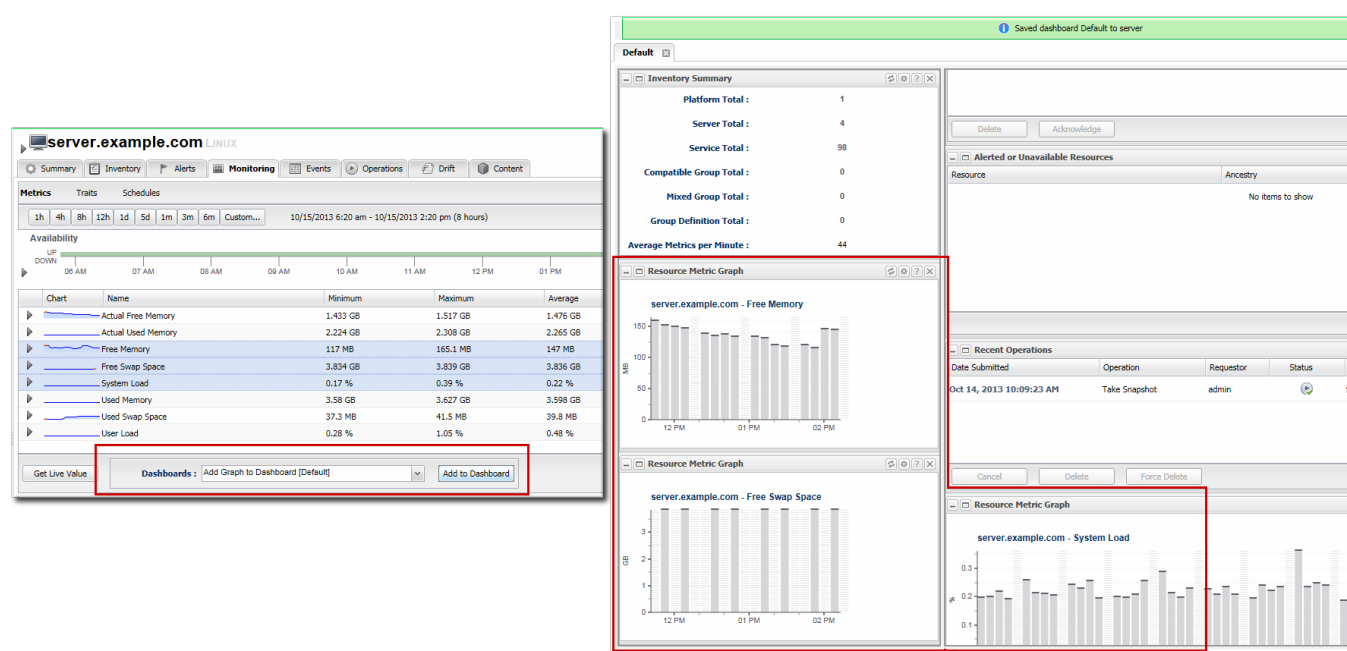 server.example.com LINUX
Summary Inventory Alerts Monitoring Events Operations Drift Content
Metrics Traits Schedules
1h 4h 8h 12h 1d 5d 1m 3m 6m Custom... 10/15/2013 6:20 am - 10/15/2013 2:20 pm (8 hours)
Availability
UP
DOWN
06 AM 07 AM 08 AM 09 AM 10 AM 11 AM 12 PM 01 PM
Chart Name Minimum Maximum Average
Actual Free Memory 1.433 GB 1.517 GB 1.476 GB
Actual Used Memory 2.224 GB 2.308 GB 2.265 GB
Free Memory 117 MB 165.1 MB 147 MB
Free Swap Space 3.834 GB 3.839 GB 3.836 GB
System Load 0.17 % 0.39 % 0.22 %
Used Memory 3.58 GB 3.627 GB 3.598 GB
Used Swap Space 37.3 MB 41.5 MB 39.8 MB
User Load 0.28 % 1.05 % 0.48 %
Get Live Value Dashboards : Add Graph to Dashboard [Default] Add to Dashboard
Saved dashboard Default to server
Default
Inventory Summary
Platform Total : 1
Server Total : 4
Service Total : 98
Compatible Group Total : 0
Mixed Group Total : 0
Group Definition Total : 0
Average Metrics per Minute : 44
Resource Metric Graph
server.example.com - Free Memory
150
100
MB
50
0
12 PM 01 PM 02 PM
Resource Metric Graph
server.example.com - Free Swap Space
3
2
GB
1
0
12 PM 01 PM 02 PM
Delete Acknowledge
Alerted or Unavailable Resources
Resource Ancestry
No items to show
Recent Operations
Date Submitted Operation Requestor Status
Oct 14, 2013 10:09:23 AM Take Snapshot admin
Cancel Delete Force Delete
Resource Metric Graph
server.example.com - System Load
0.3
0.2
%
0.1